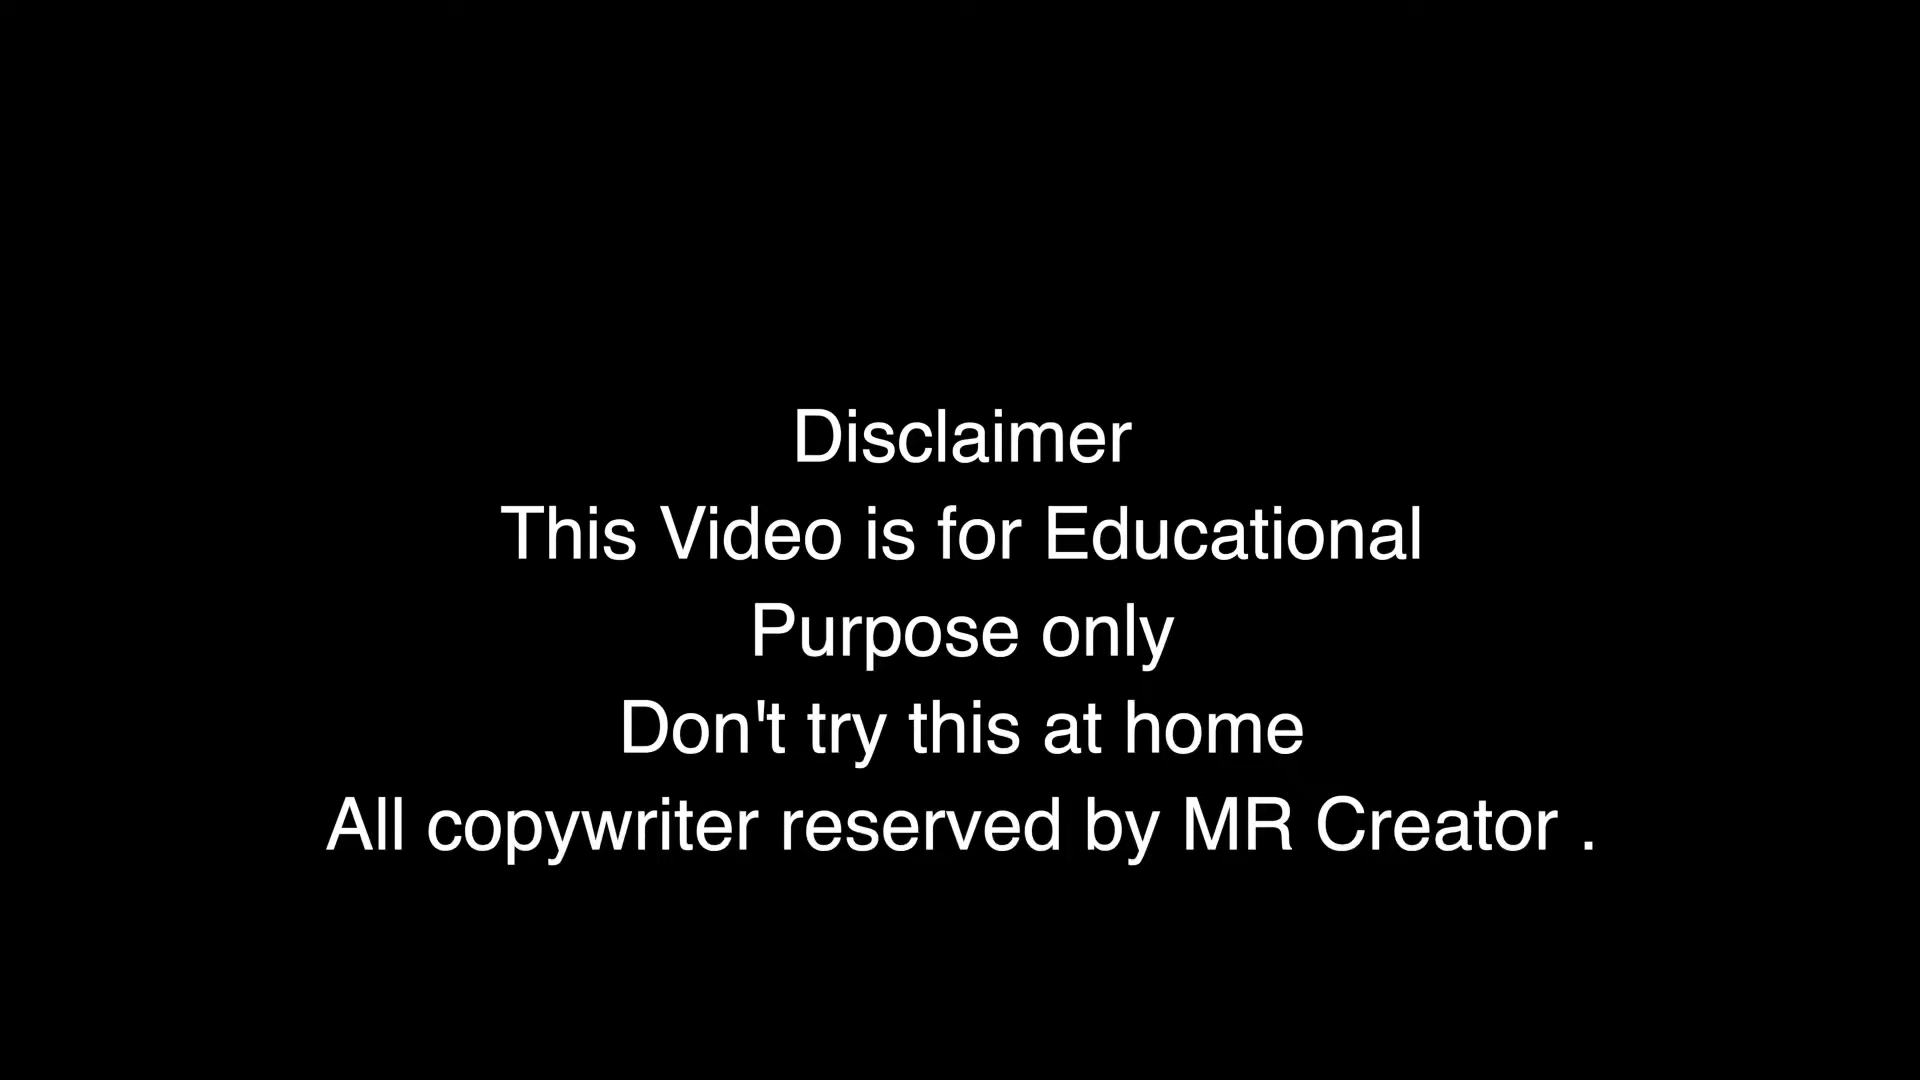 Disclaimer
This Video is for Educational
Purpose only
Don't try this at home
All copywriter reserved by MR Creator .